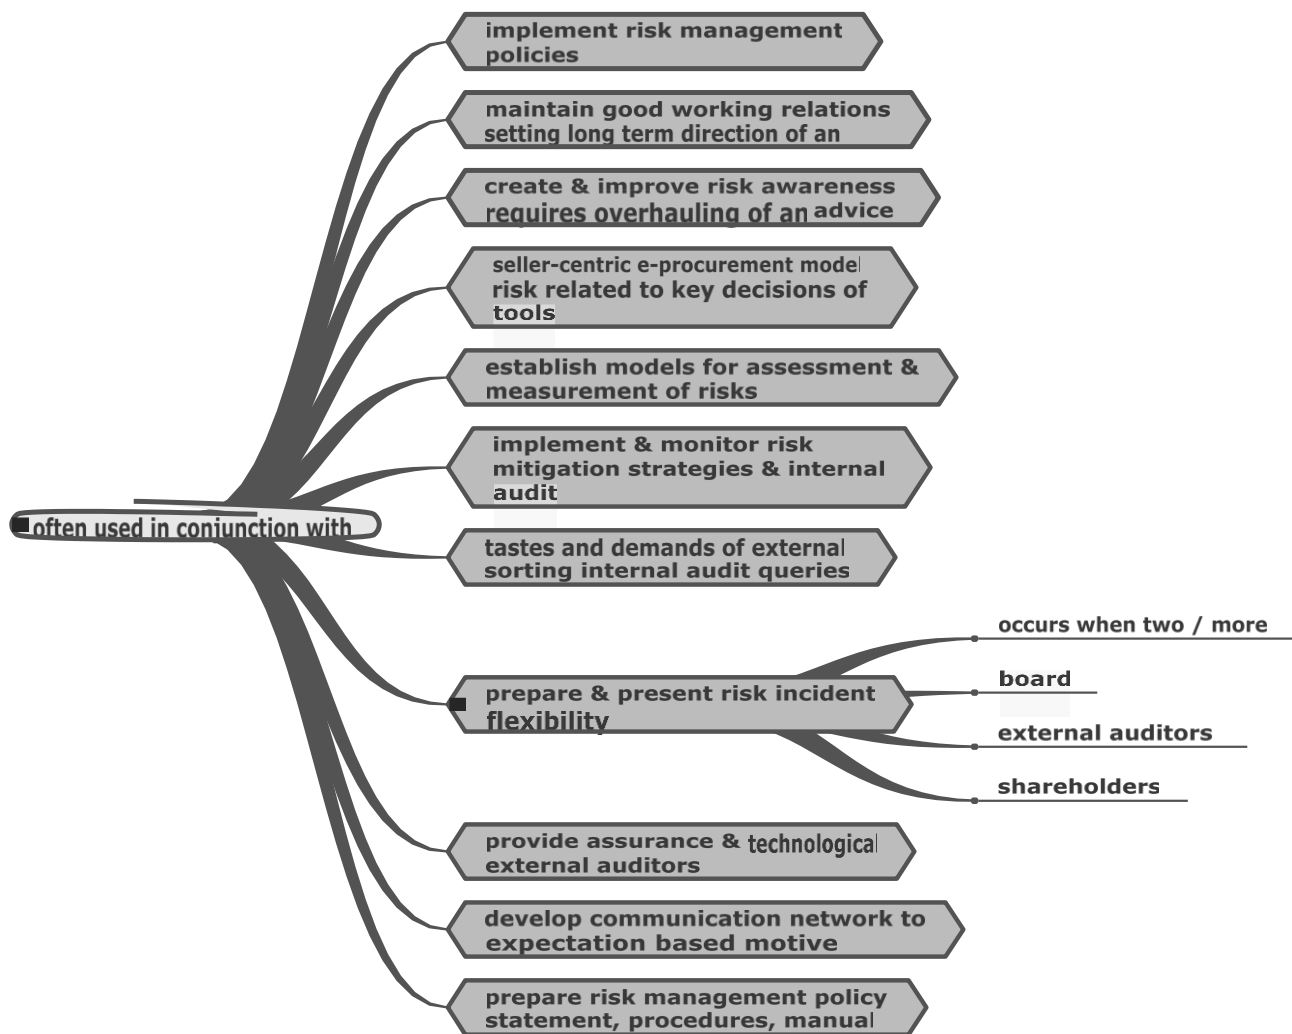 implement risk management
policies
maintain good working relations
setting long term direction of an
create & improve risk awareness
requires overhauling of an advice
seller-centric e-procurement model
risk related to key decisions of
tools
establish models for assessment &
measurement of risks
implement & monitor risk
mitigation strategies & internal
audit
often used in conjunction with
tastes and demands of external
sorting internal audit queries
prepare & present risk incident
flexibility
occurs when two / more
board
external auditors
shareholders
provide assurance & technological
external auditors
develop communication network to
expectation based motive
prepare risk management policy
statement, procedures, manual